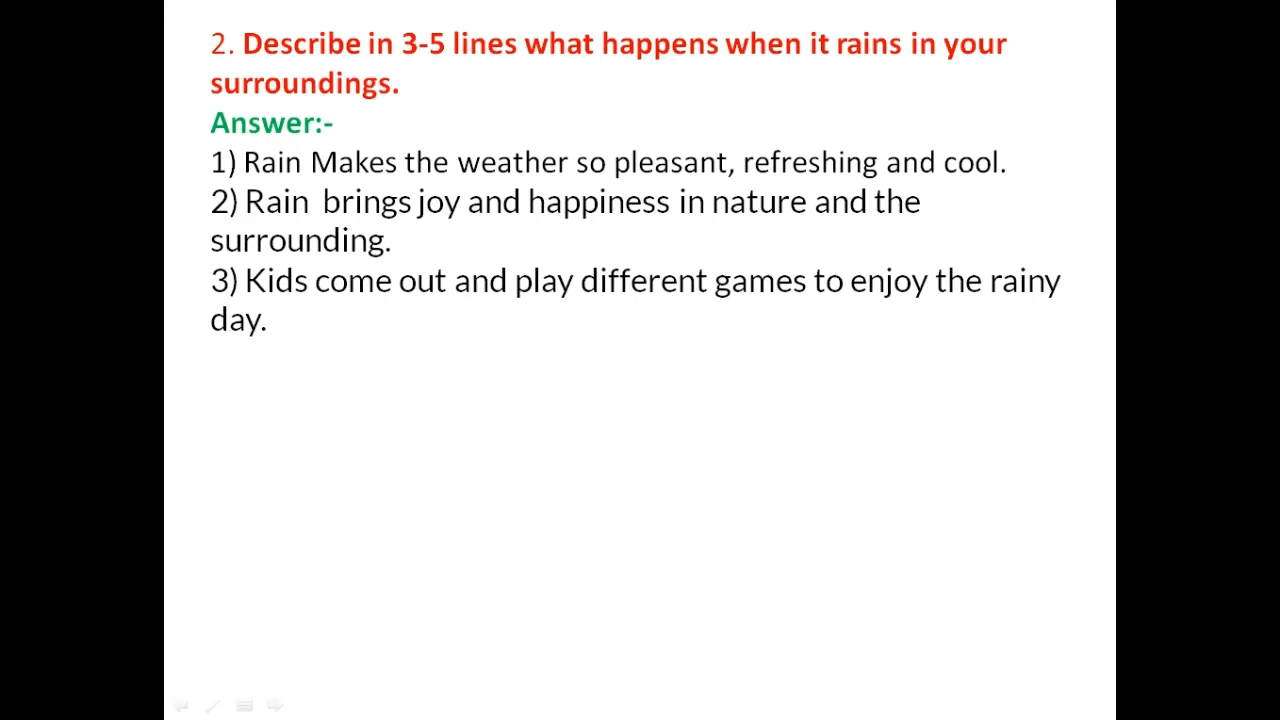 2. Describe in 3-5 lines what happens when it rains in your
surroundings.
Answer:-
1) Rain Makes the weather so pleasant, refreshing and cool.
2) Rain  brings joy and happiness in nature and the
surrounding.
3) Kids come out and play different games to enjoy the rainy
day.